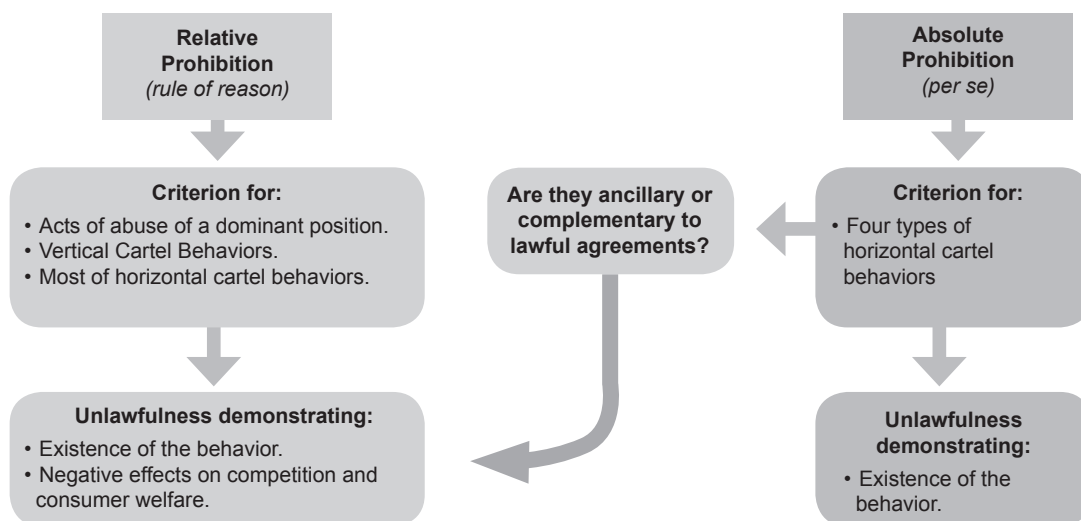 Relative
Prohibition
(rule of reason)
Absolute
Prohibition
(per se)
Criterion for:
• Acts of abuse of a dominant position.
• Vertical Cartel Behaviors.
• Most of horizontal cartel behaviors.
Are they ancillary or
complementary to
lawful agreements?
Criterion for:
• Four types of
horizontal cartel
behaviors
Unlawfulness demonstrating:
• Existence of the behavior.
• Negative effects on competition and
consumer welfare.
Unlawfulness
demonstrating:
• Existence of the
behavior.